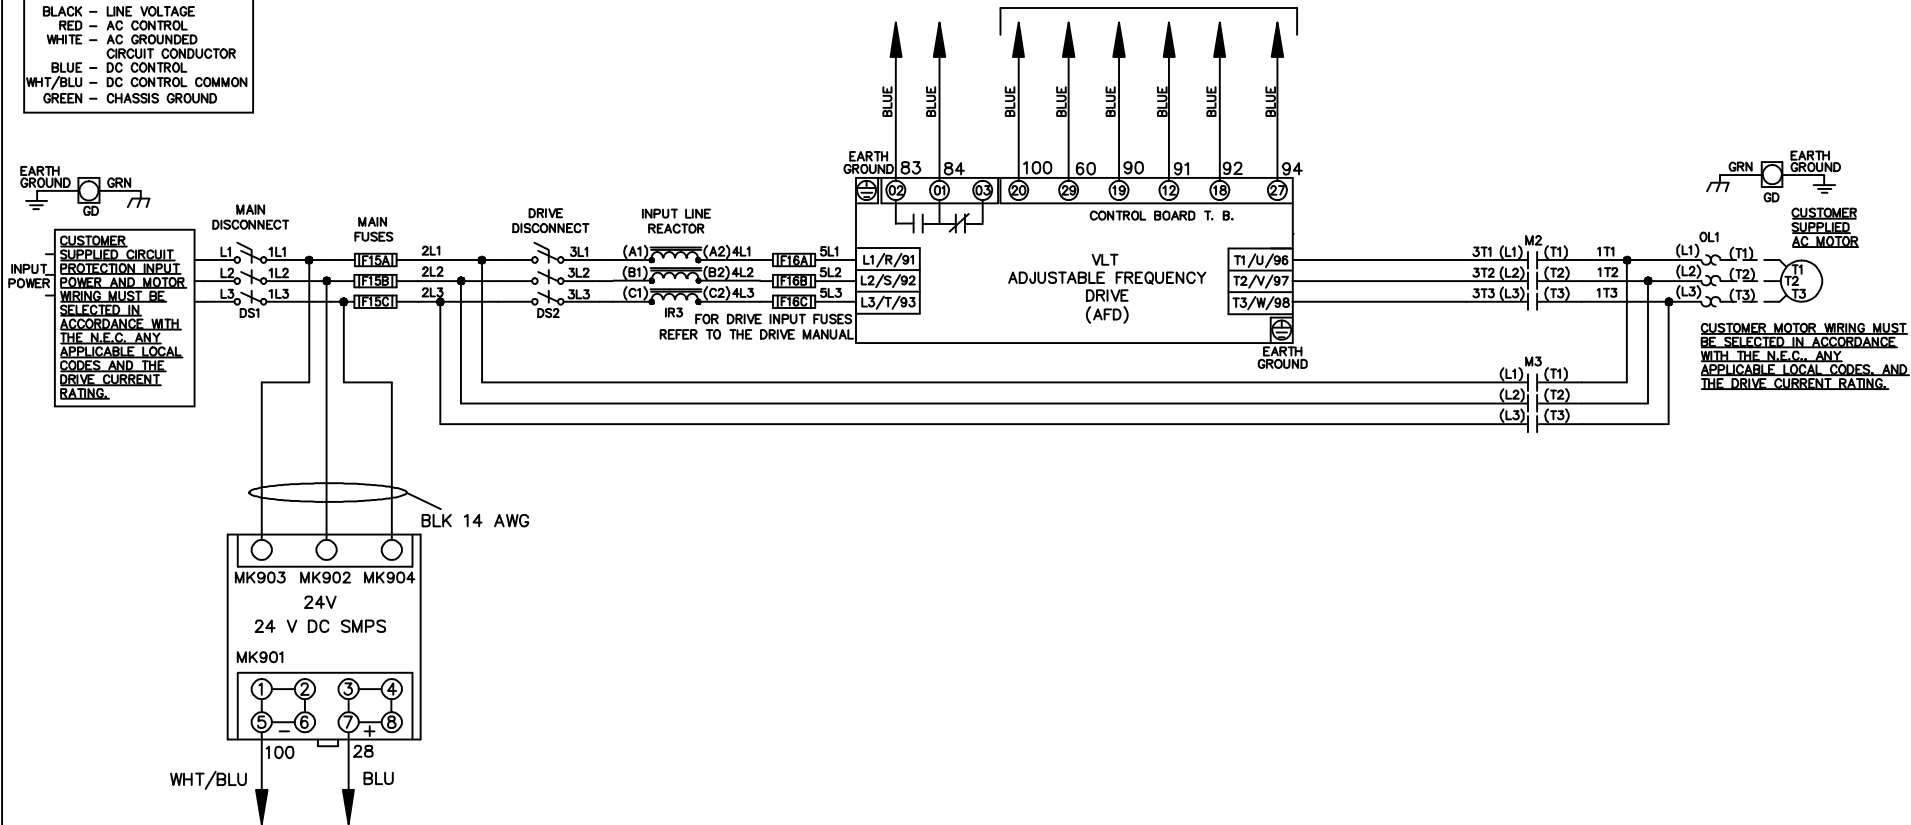 BLACK – LINE VOLTAGE
RED – AC CONTROL
WHITE – AC GROUNDED
CIRCUIT CONDUCTOR
BLUE – DC CONTROL
WHT/BLU – DC CONTROL COMMON
GREEN – CHASSIS GROUND
BLUE BLUE BLUE BLUE BLUE BLUE BLUE BLUE
EARTH
GROUND
83 84 100 60 90 91 92 94
02 01 03 20 29 19 12 18 27
CONTROL BOARD T. B.
EARTH
GROUND
GRN
GD
GRN
EARTH
GROUND
GD
MAIN
DISCONNECT
MAIN
FUSES
DRIVE
DISCONNECT
INPUT LINE
REACTOR
CUSTOMER
SUPPLIED
AC MOTOR
INPUT
POWER
CUSTOMER
SUPPLIED CIRCUIT
PROTECTION INPUT
POWER AND MOTOR
WIRING MUST BE
SELECTED IN
ACCORDANCE WITH
THE N.E.C. ANY
APPLICABLE LOCAL
CODES AND THE
DRIVE CURRENT
RATING.
L1 1L1 IF15A 2L1 3L1 (A1) (A2) 4L1 IF16A 5L1 L1/R/91
L2 1L2 IF15B 2L2 3L2 (B1) (B2) 4L2 IF16B 5L2 L2/S/92
L3 1L3 IF15C 2L3 3L3 (C1) (C2) 4L3 IF16C 5L3 L3/T/93
DS1
DS2
IR3
FOR DRIVE INPUT FUSES
REFER TO THE DRIVE MANUAL
VLT
ADJUSTABLE FREQUENCY
DRIVE
(AFD)
M2
OL1
T1/U/96 3T1 (L1) (T1) 1T1 (L1) (T1) T1
T2/V/97 3T2 (L2) (T2) 1T2 (L2) (T2) T2
T3/W/98 3T3 (L3) (T3) 1T3 (L3) (T3) T3
EARTH
GROUND
CUSTOMER MOTOR WIRING MUST
BE SELECTED IN ACCORDANCE
WITH THE N.E.C., ANY
APPLICABLE LOCAL CODES, AND
THE DRIVE CURRENT RATING.
M3
(L1) (T1)
(L2) (T2)
(L3) (T3)
BLK 14 AWG
MK903 MK902 MK904
24V
24 V DC SMPS
MK901
1 2 3 4
5 6 7 8
– +
100 28
WHT/BLU BLU